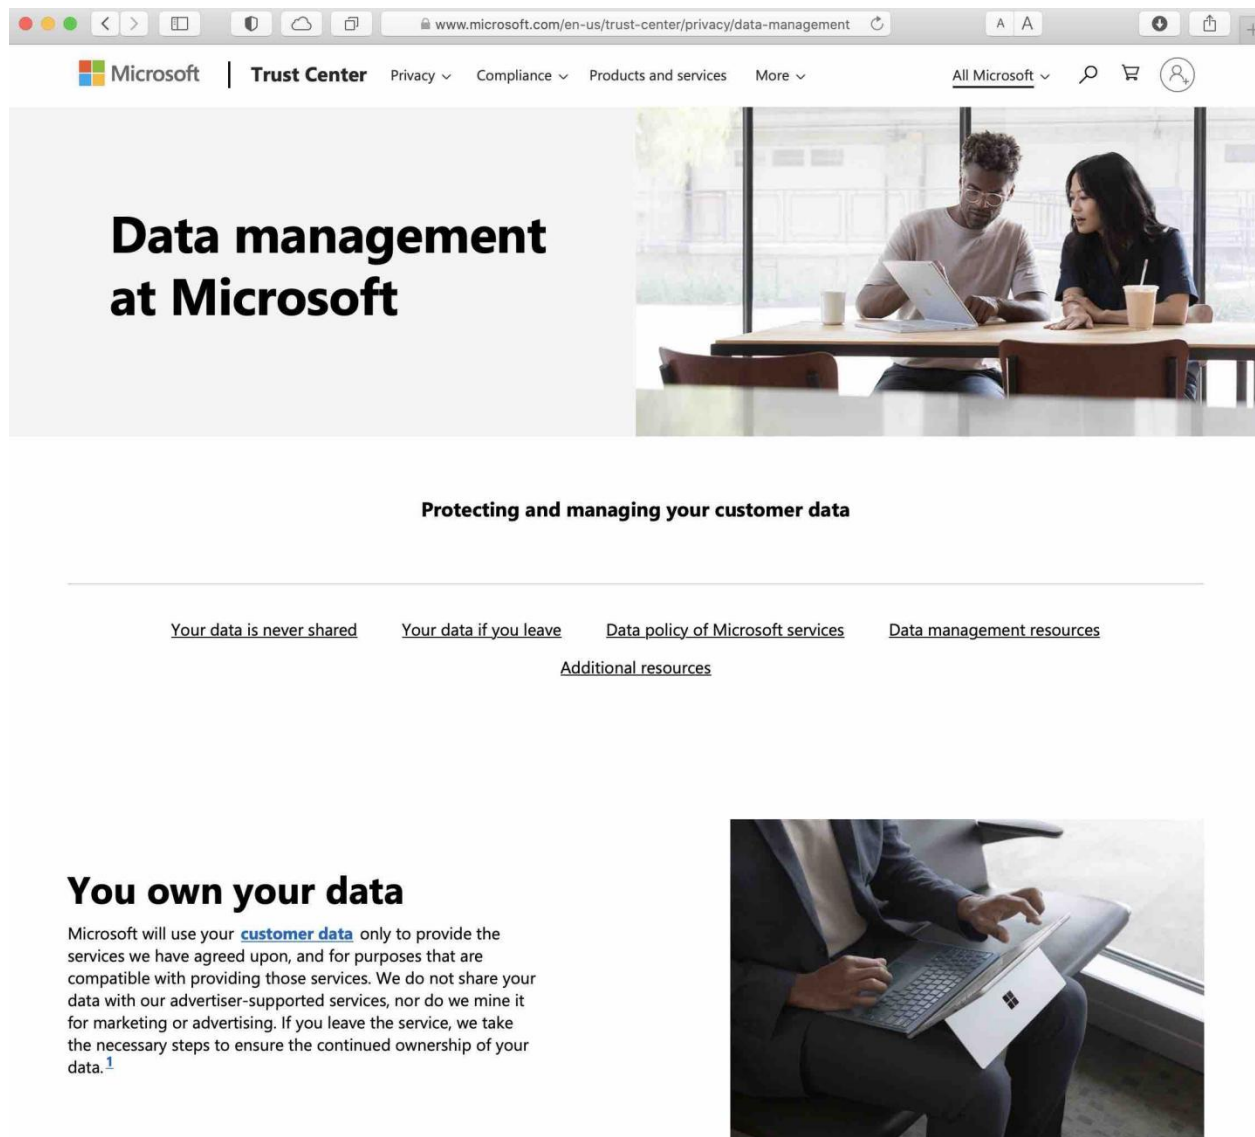 www.microsoft.com/en-us/trust-center/privacy/data-management
A A
Microsoft | Trust Center Privacy Compliance Products and services More All Microsoft
Data management
at Microsoft
Protecting and managing your customer data
Your data is never shared Your data if you leave Data policy of Microsoft services Data management resources
Additional resources
You own your data
Microsoft will use your customer data only to provide the
services we have agreed upon, and for purposes that are
compatible with providing those services. We do not share your
data with our advertiser-supported services, nor do we mine it
for marketing or advertising. If you leave the service, we take
the necessary steps to ensure the continued ownership of your
data.1